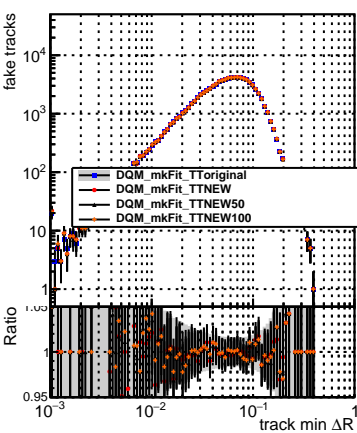 fake tracks
10^4
10^3
10^2
10
1
DQM_mkFit_TToriginal
DQM_mkFit_TTNEW
DQM_mkFit_TTNEW50
DQM_mkFit_TTNEW100
Ratio
1.05
1
0.95
10^−3 10^−2 10^−1 1
track min ΔR